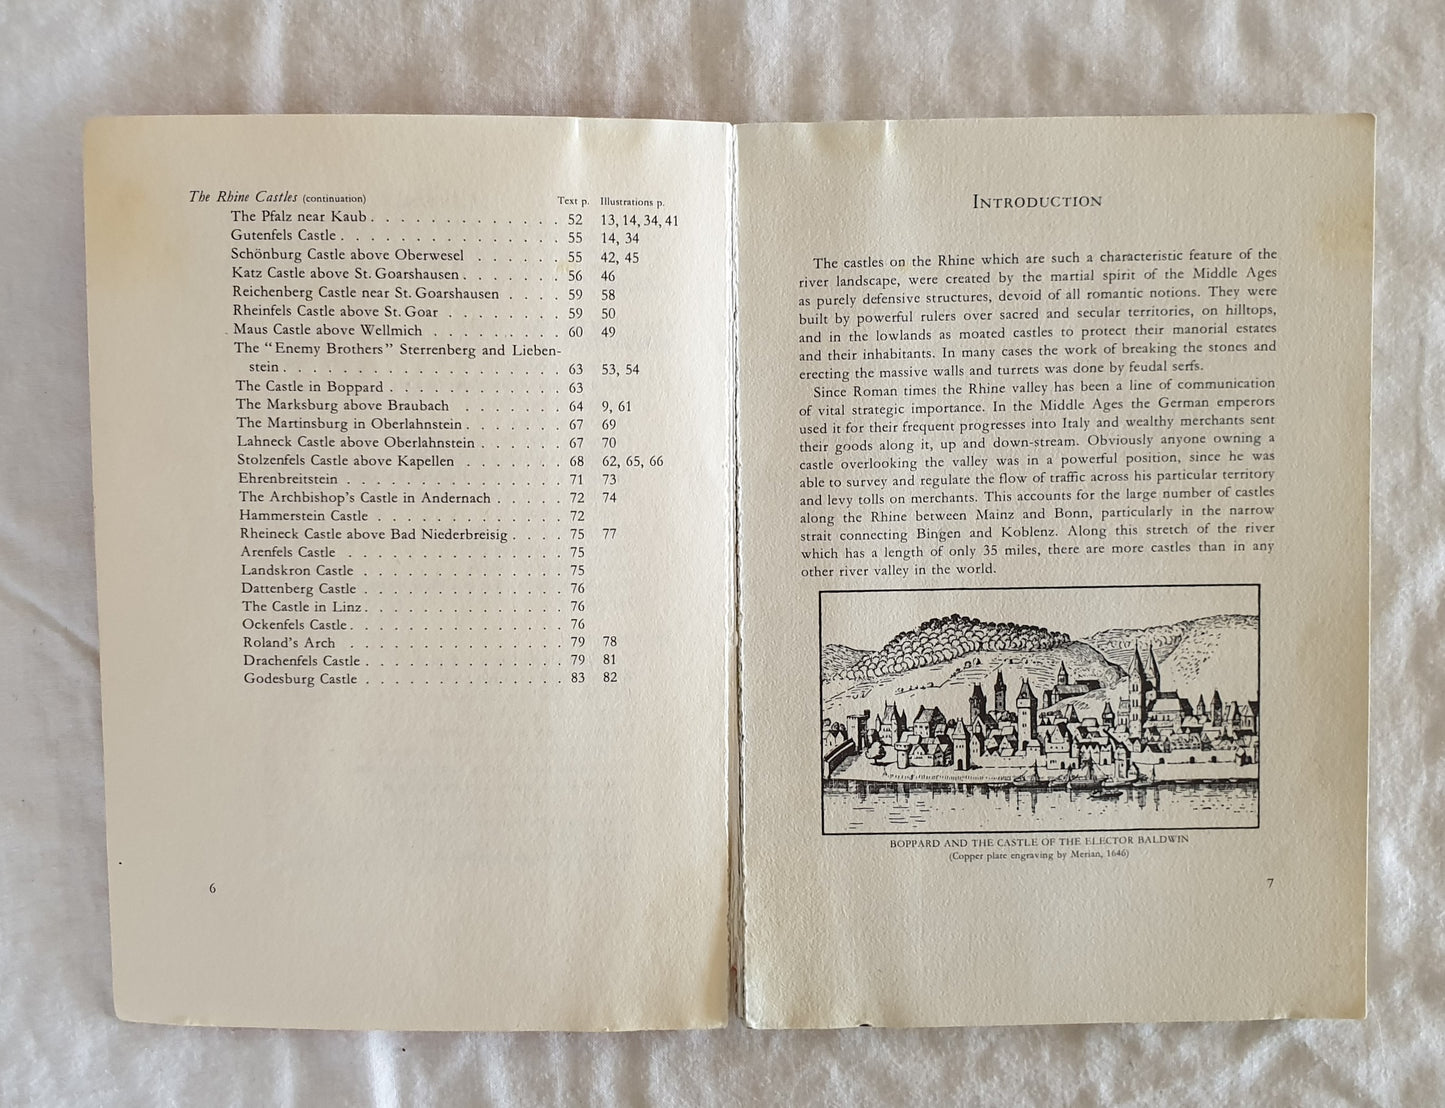 The Rhine Castles (continuation) Text p. Illustrations p.
The Pfalz near Kaub . . . . . . . . . . . . . 52 13, 14, 34, 41
Gutenfels Castle . . . . . . . . . . . . . . . 55 14, 34
Schönburg Castle above Oberwesel . . . . . . 55 42, 45
Katz Castle above St. Goarshausen . . . . . . . 56 46
Reichenberg Castle near St. Goarshausen . . . . 59 58
Rheinfels Castle above St. Goar . . . . . . . . 59 50
Maus Castle above Wellmich . . . . . . . . . 60 49
The "Enemy Brothers" Sterrenberg and Lieben-
stein . . . . . . . . . . . . . . . . . . . 63 53, 54
The Castle in Boppard . . . . . . . . . . . . 63
The Marksburg above Braubach . . . . . . . 64 9, 61
The Martinsburg in Oberlahnstein . . . . . . . 67 69
Lahneck Castle above Oberlahnstein . . . . . . 67 70
Stolzenfels Castle above Kapellen . . . . . . . 68 62, 65, 66
Ehrenbreitstein . . . . . . . . . . . . . . . 71 73
The Archbishop's Castle in Andernach . . . . . 72 74
Hammerstein Castle . . . . . . . . . . . . . 72
Rheineck Castle above Bad Niederbreisig . . . . 75 77
Arenfels Castle . . . . . . . . . . . . . . . 75
Landskron Castle . . . . . . . . . . . . . . 75
Dattenberg Castle . . . . . . . . . . . . . . 76
The Castle in Linz . . . . . . . . . . . . . . 76
Ockenfels Castle . . . . . . . . . . . . . . . 76
Roland's Arch . . . . . . . . . . . . . . . 79 78
Drachenfels Castle . . . . . . . . . . . . . . 79 81
Godesburg Castle . . . . . . . . . . . . . . 83 82
6
INTRODUCTION
The castles on the Rhine which are such a characteristic feature of the
river landscape, were created by the martial spirit of the Middle Ages
as purely defensive structures, devoid of all romantic notions. They were
built by powerful rulers over sacred and secular territories, on hilltops,
and in the lowlands as moated castles to protect their manorial estates
and their inhabitants. In many cases the work of breaking the stones and
erecting the massive walls and turrets was done by feudal serfs.
Since Roman times the Rhine valley has been a line of communication
of vital strategic importance. In the Middle Ages the German emperors
used it for their frequent progresses into Italy and wealthy merchants sent
their goods along it, up and down-stream. Obviously anyone owning a
castle overlooking the valley was in a powerful position, since he was
able to survey and regulate the flow of traffic across his particular territory
and levy tolls on merchants. This accounts for the large number of castles
along the Rhine between Mainz and Bonn, particularly in the narrow
strait connecting Bingen and Koblenz. Along this stretch of the river
which has a length of only 35 miles, there are more castles than in any
other river valley in the world.
BOPPARD AND THE CASTLE OF THE ELECTOR BALDWIN
(Copper plate engraving by Merian, 1646)
7